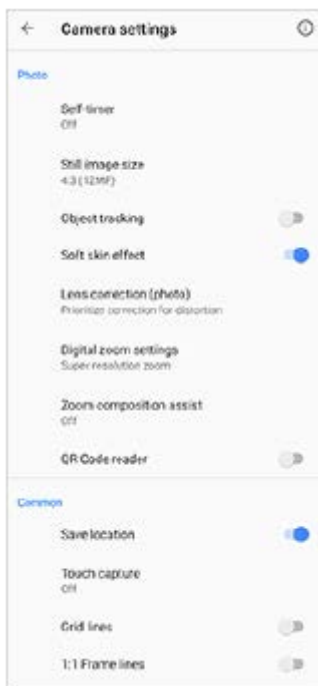 Camera settings
Photo
Self-timer
Off
Still image size
4:3 (12MP)
Object tracking
Soft skin effect
Lens correction (photo)
Prioritize correction for distortion
Digital zoom settings
Super resolution zoom
Zoom composition assist
Off
QR Code reader
Common
Save location
Touch capture
Off
Grid lines
1:1 Frame lines